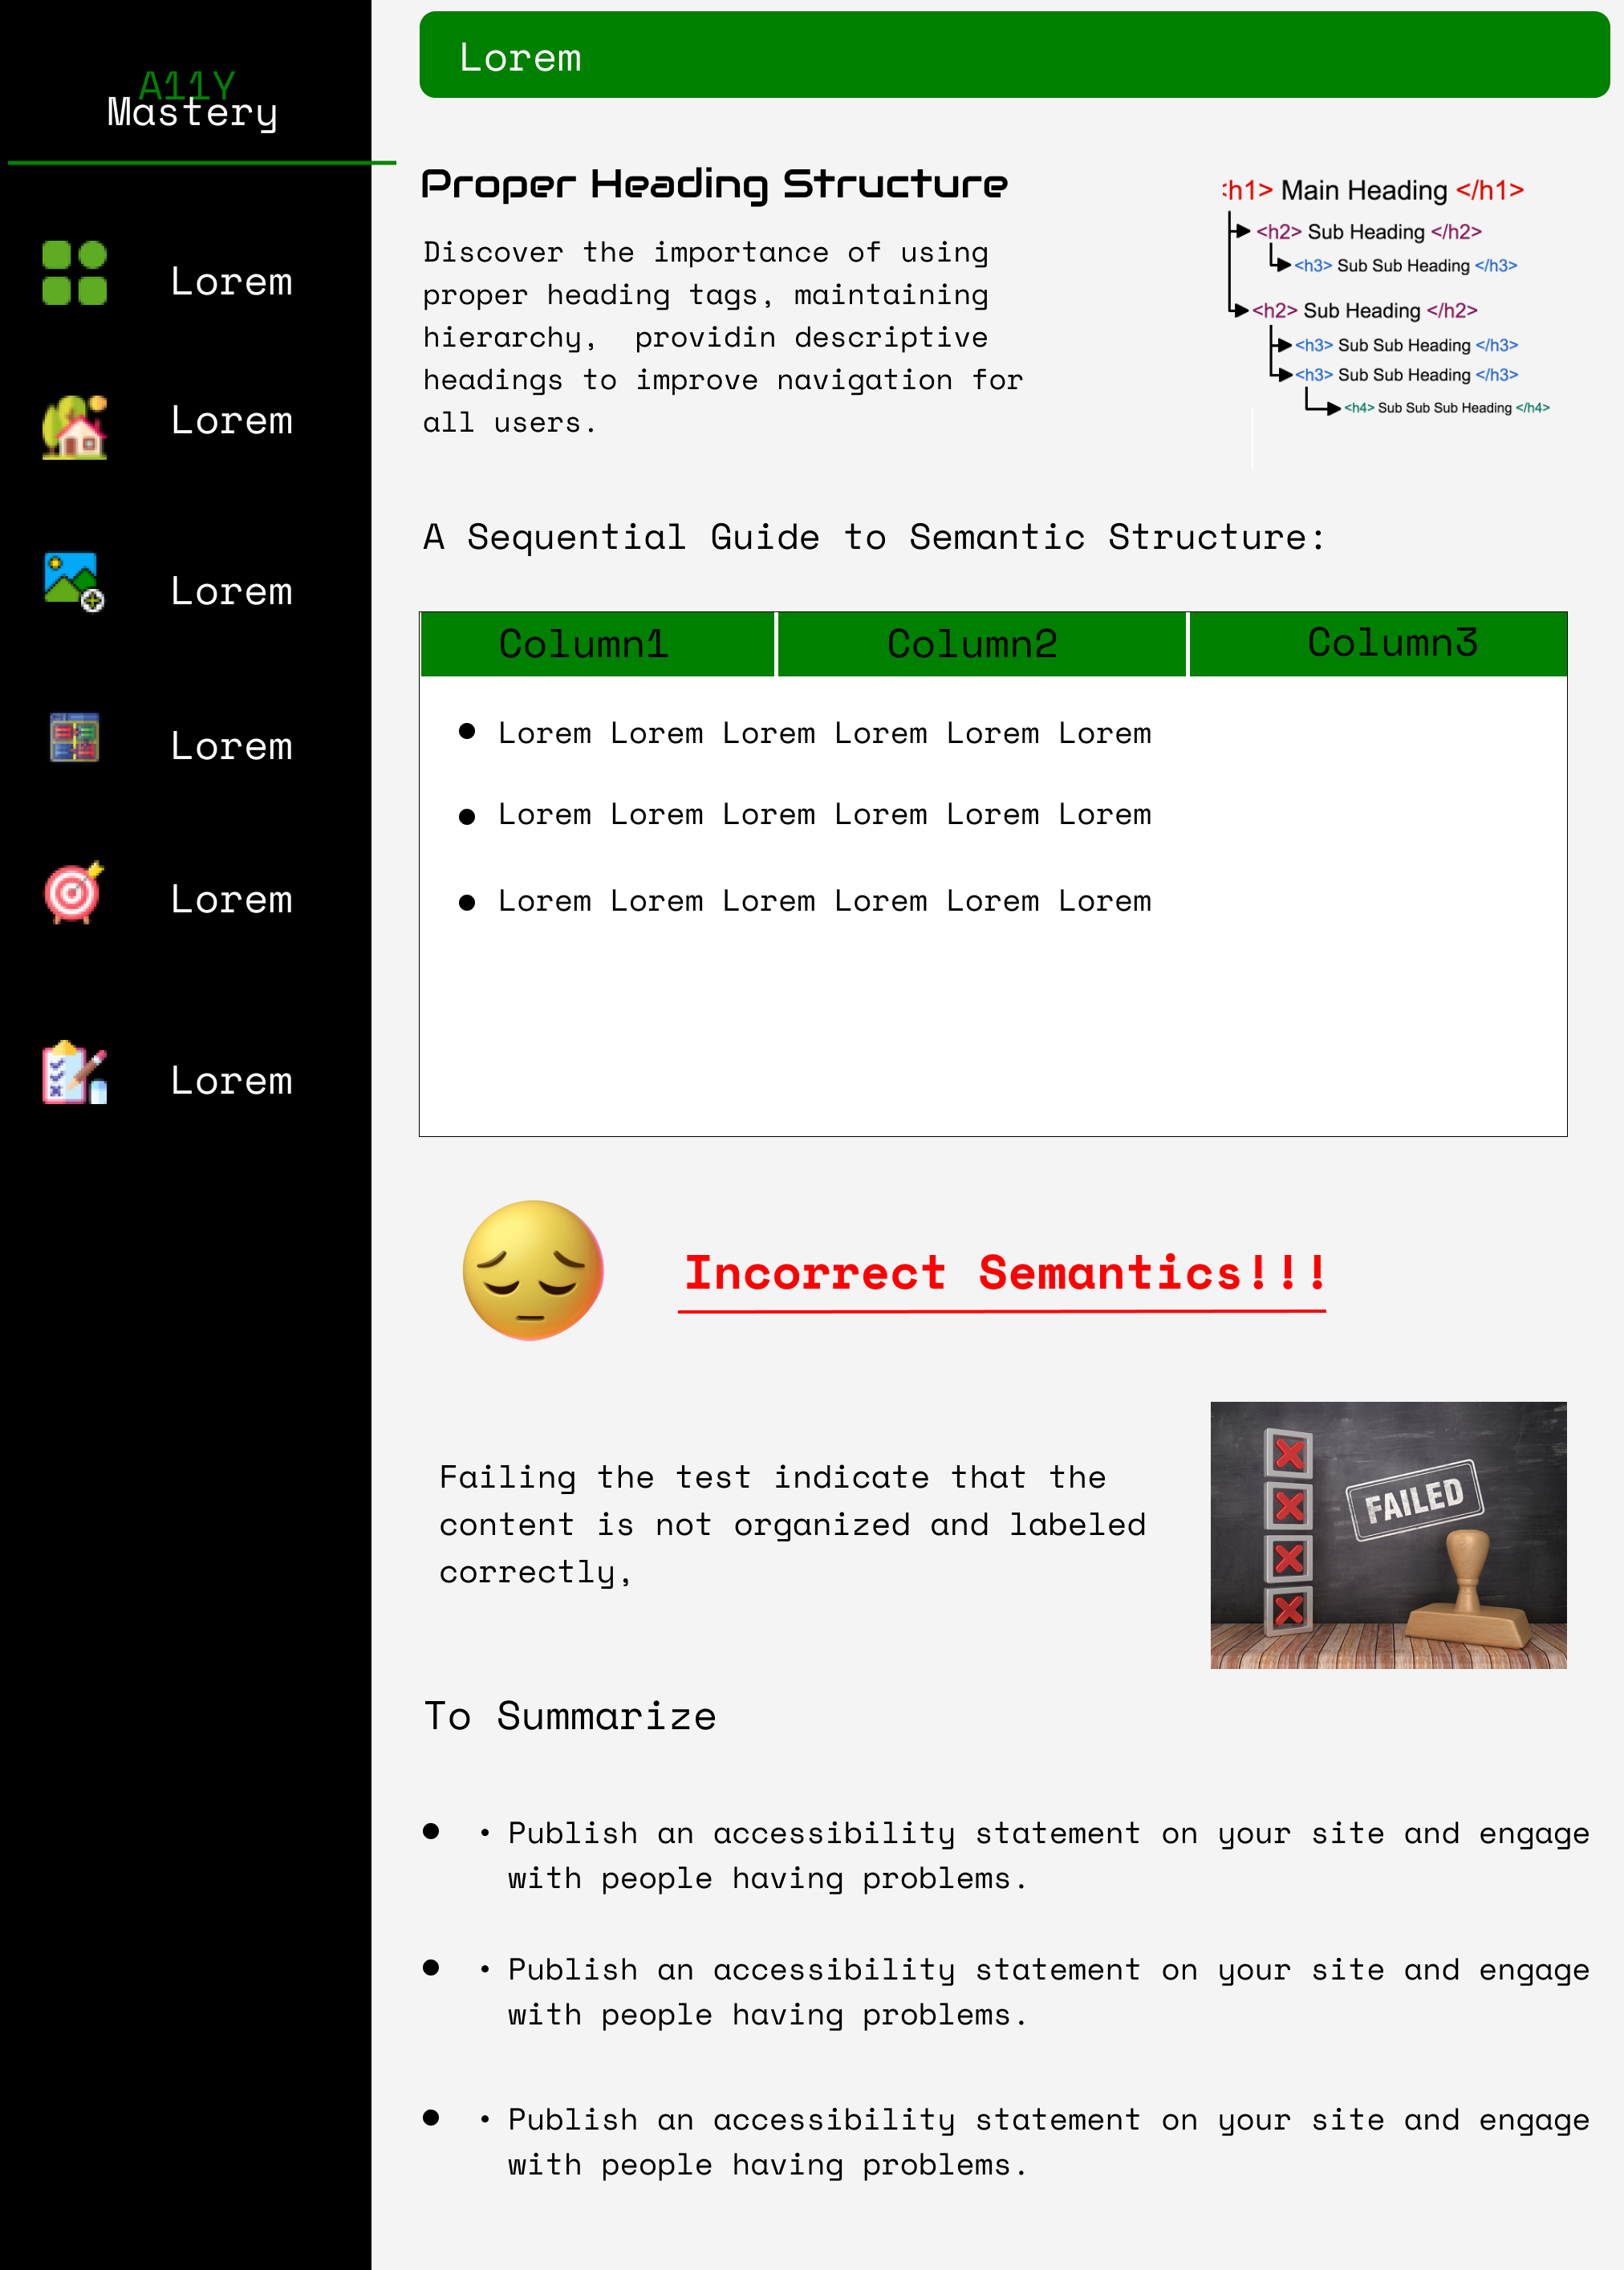 A11Y
Mastery
Lorem
Lorem
Lorem
Lorem
Lorem
Lorem
Lorem
Proper Heading Structure
Discover the importance of using
proper heading tags, maintaining
hierarchy,  providin descriptive
headings to improve navigation for
all users.
<h1> Main Heading </h1>
<h2> Sub Heading </h2>
<h3> Sub Sub Heading </h3>
<h2> Sub Heading </h2>
<h3> Sub Sub Heading </h3>
<h3> Sub Sub Heading </h3>
<h4> Sub Sub Sub Heading </h4>
A Sequential Guide to Semantic Structure:
Column1 Column2 Column3
● Lorem Lorem Lorem Lorem Lorem Lorem
● Lorem Lorem Lorem Lorem Lorem Lorem
● Lorem Lorem Lorem Lorem Lorem Lorem
Incorrect Semantics!!!
Failing the test indicate that the
content is not organized and labeled
correctly,
FAILED
To Summarize
● • Publish an accessibility statement on your site and engage
with people having problems.
● • Publish an accessibility statement on your site and engage
with people having problems.
● • Publish an accessibility statement on your site and engage
with people having problems.